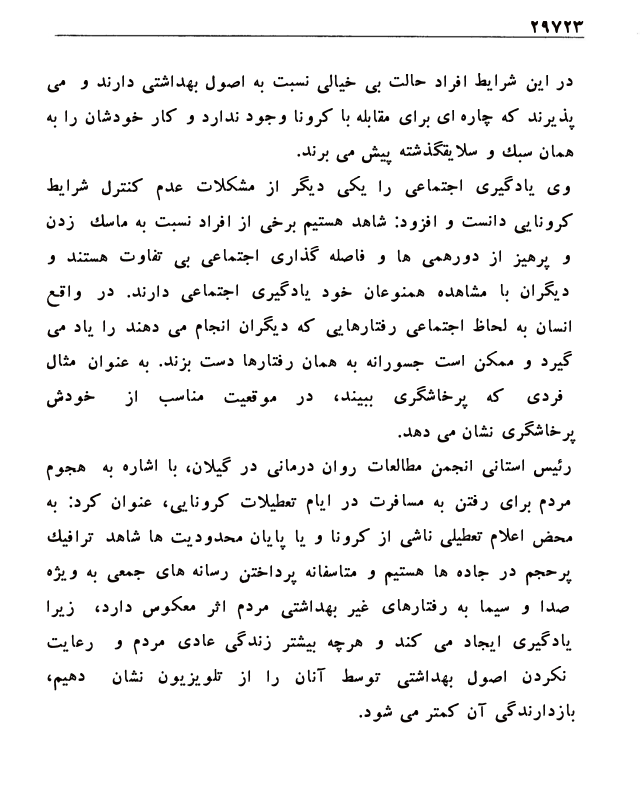 ۲۹۷۲۳
در این شرایط افراد حالت بی خیالی نسبت به اصول بهداشتی دارند و می
پذیرند که چاره ای برای مقابله با کرونا وجود ندارد و کار خودشان را به
همان سبك و سلایقگذشته پیش می برند.
وی یادگیری اجتماعی را یکی دیگر از مشکلات عدم کنترل شرایط
کرونایی دانست و افزود: شاهد هستیم برخی از افراد نسبت به ماسك زدن
و پرهیز از دورهمی ها و فاصله گذاری اجتماعی بی تفاوت هستند و
دیگران با مشاهده همنوعان خود یادگیری اجتماعی دارند. در واقع
انسان به لحاظ اجتماعی رفتارهایی که دیگران انجام می دهند را یاد می
گیرد و ممکن است جسورانه به همان رفتارها دست بزند. به عنوان مثال
فردی که پرخاشگری ببیند، در موقعیت مناسب از خودش
پرخاشگری نشان می دهد.
رئیس استانی انجمن مطالعات روان درمانی در گیلان، با اشاره به هجوم
مردم برای رفتن به مسافرت در ایام تعطیلات کرونایی، عنوان کرد: به
محض اعلام تعطیلی ناشی از کرونا و یا پایان محدودیت ها شاهد ترافیك
پرحجم در جاده ها هستیم و متاسفانه پرداختن رسانه های جمعی به ویژه
صدا و سیما به رفتارهای غیر بهداشتی مردم اثر معکوس دارد، زیرا
یادگیری ایجاد می کند و هرچه بیشتر زندگی عادی مردم و رعایت
نکردن اصول بهداشتی توسط آنان را از تلویزیون نشان دهیم،
بازدارندگی آن کمتر می شود.